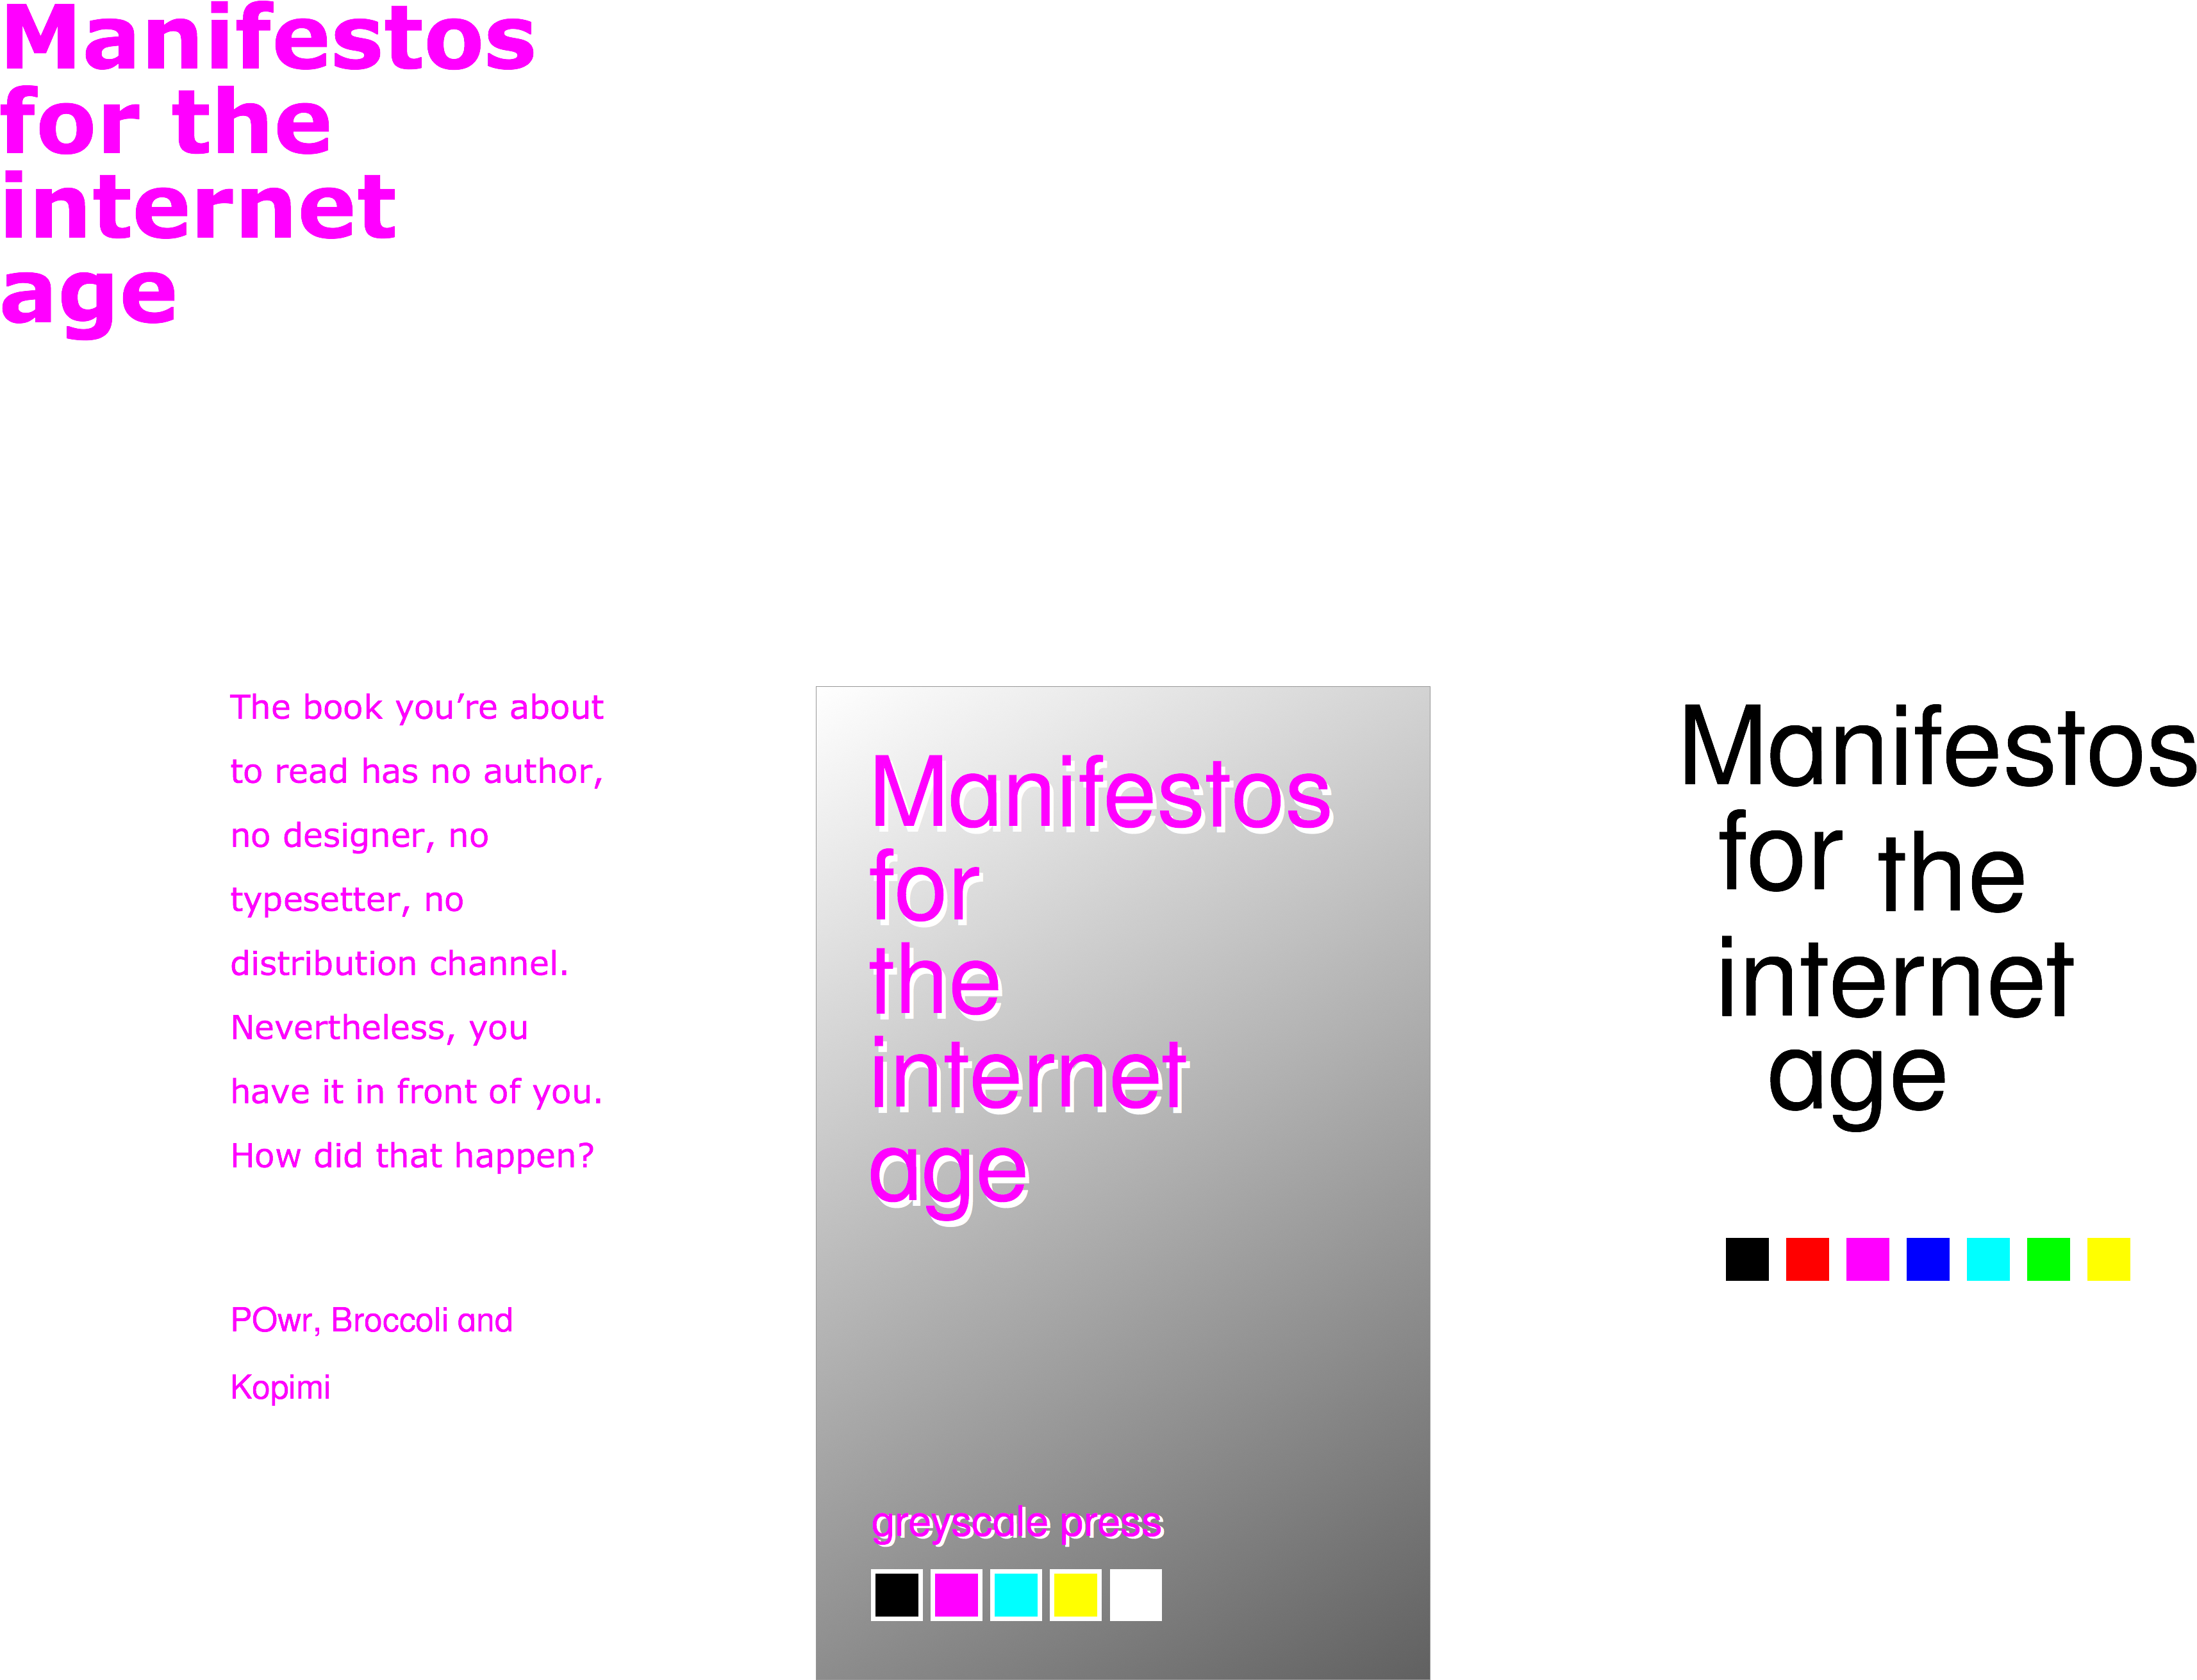 Manifestos
for the
internet
age
The book you’re about
to read has no author,
no designer, no
typesetter, no
distribution channel.
Nevertheless, you
have it in front of you.
How did that happen?
POwr, Broccoli and
Kopimi
Manifestos
for
the
internet
age
greyscale press
Manifestos
for the
internet
age